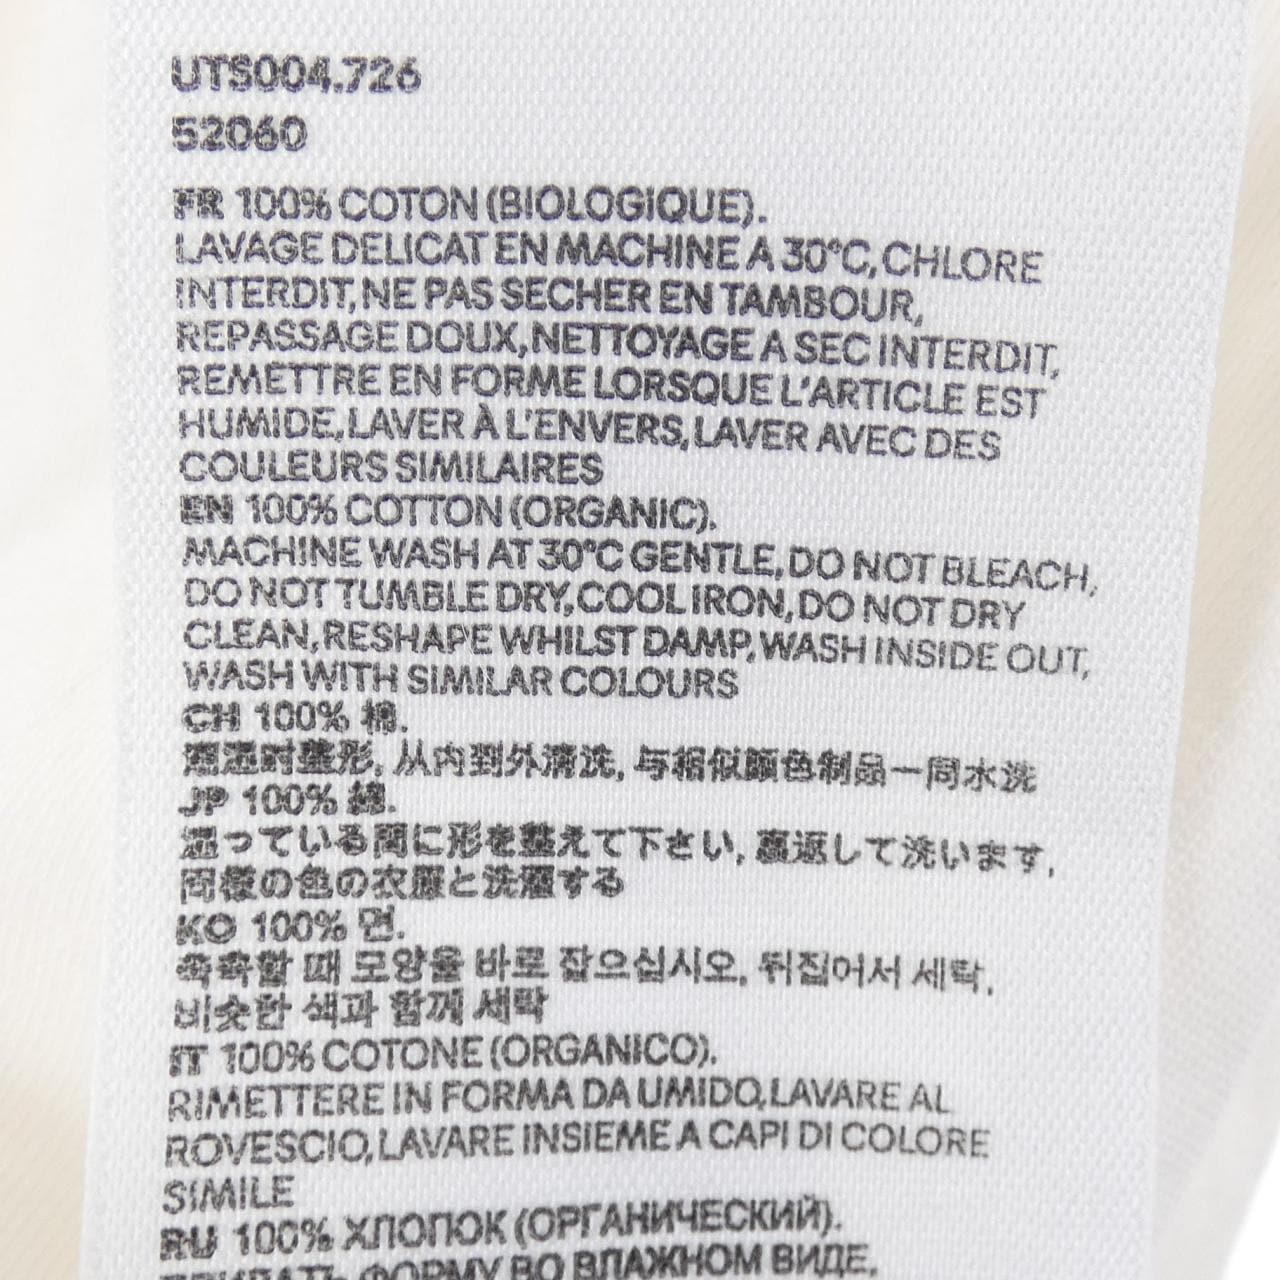 UTS004.726
52060
FR 100% COTON (BIOLOGIQUE).
LAVAGE DELICAT EN MACHINE A 30°C, CHLORE
INTERDIT, NE PAS SECHER EN TAMBOUR,
REPASSAGE DOUX, NETTOYAGE A SEC INTERDIT,
REMETTRE EN FORME LORSQUE L'ARTICLE EST
HUMIDE, LAVER À L'ENVERS, LAVER AVEC DES
COULEURS SIMILAIRES
EN 100% COTTON (ORGANIC).
MACHINE WASH AT 30°C GENTLE, DO NOT BLEACH,
DO NOT TUMBLE DRY, COOL IRON, DO NOT DRY
CLEAN, RESHAPE WHILST DAMP, WASH INSIDE OUT,
WASH WITH SIMILAR COLOURS
CH 100% 棉.
潮湿时整形, 从内到外清洗, 与相似颜色制品一同水洗
JP 100% 綿.
湿っている間に形を整えて下さい, 裏返して洗います,
同様の色の衣服と洗濯する
KO 100% 면.
축축할 때 모양을 바로 잡으십시오, 뒤집어서 세탁,
비슷한 색과 함께 세탁
IT 100% COTONE (ORGANICO).
RIMETTERE IN FORMA DA UMIDO, LAVARE AL
ROVESCIO, LAVARE INSIEME A CAPI DI COLORE
SIMILE
RU 100% ХЛОПОК (ОРГАНИЧЕСКИЙ).
ПРИДАТЬ ФОРМУ ВО ВЛАЖНОМ ВИДЕ,